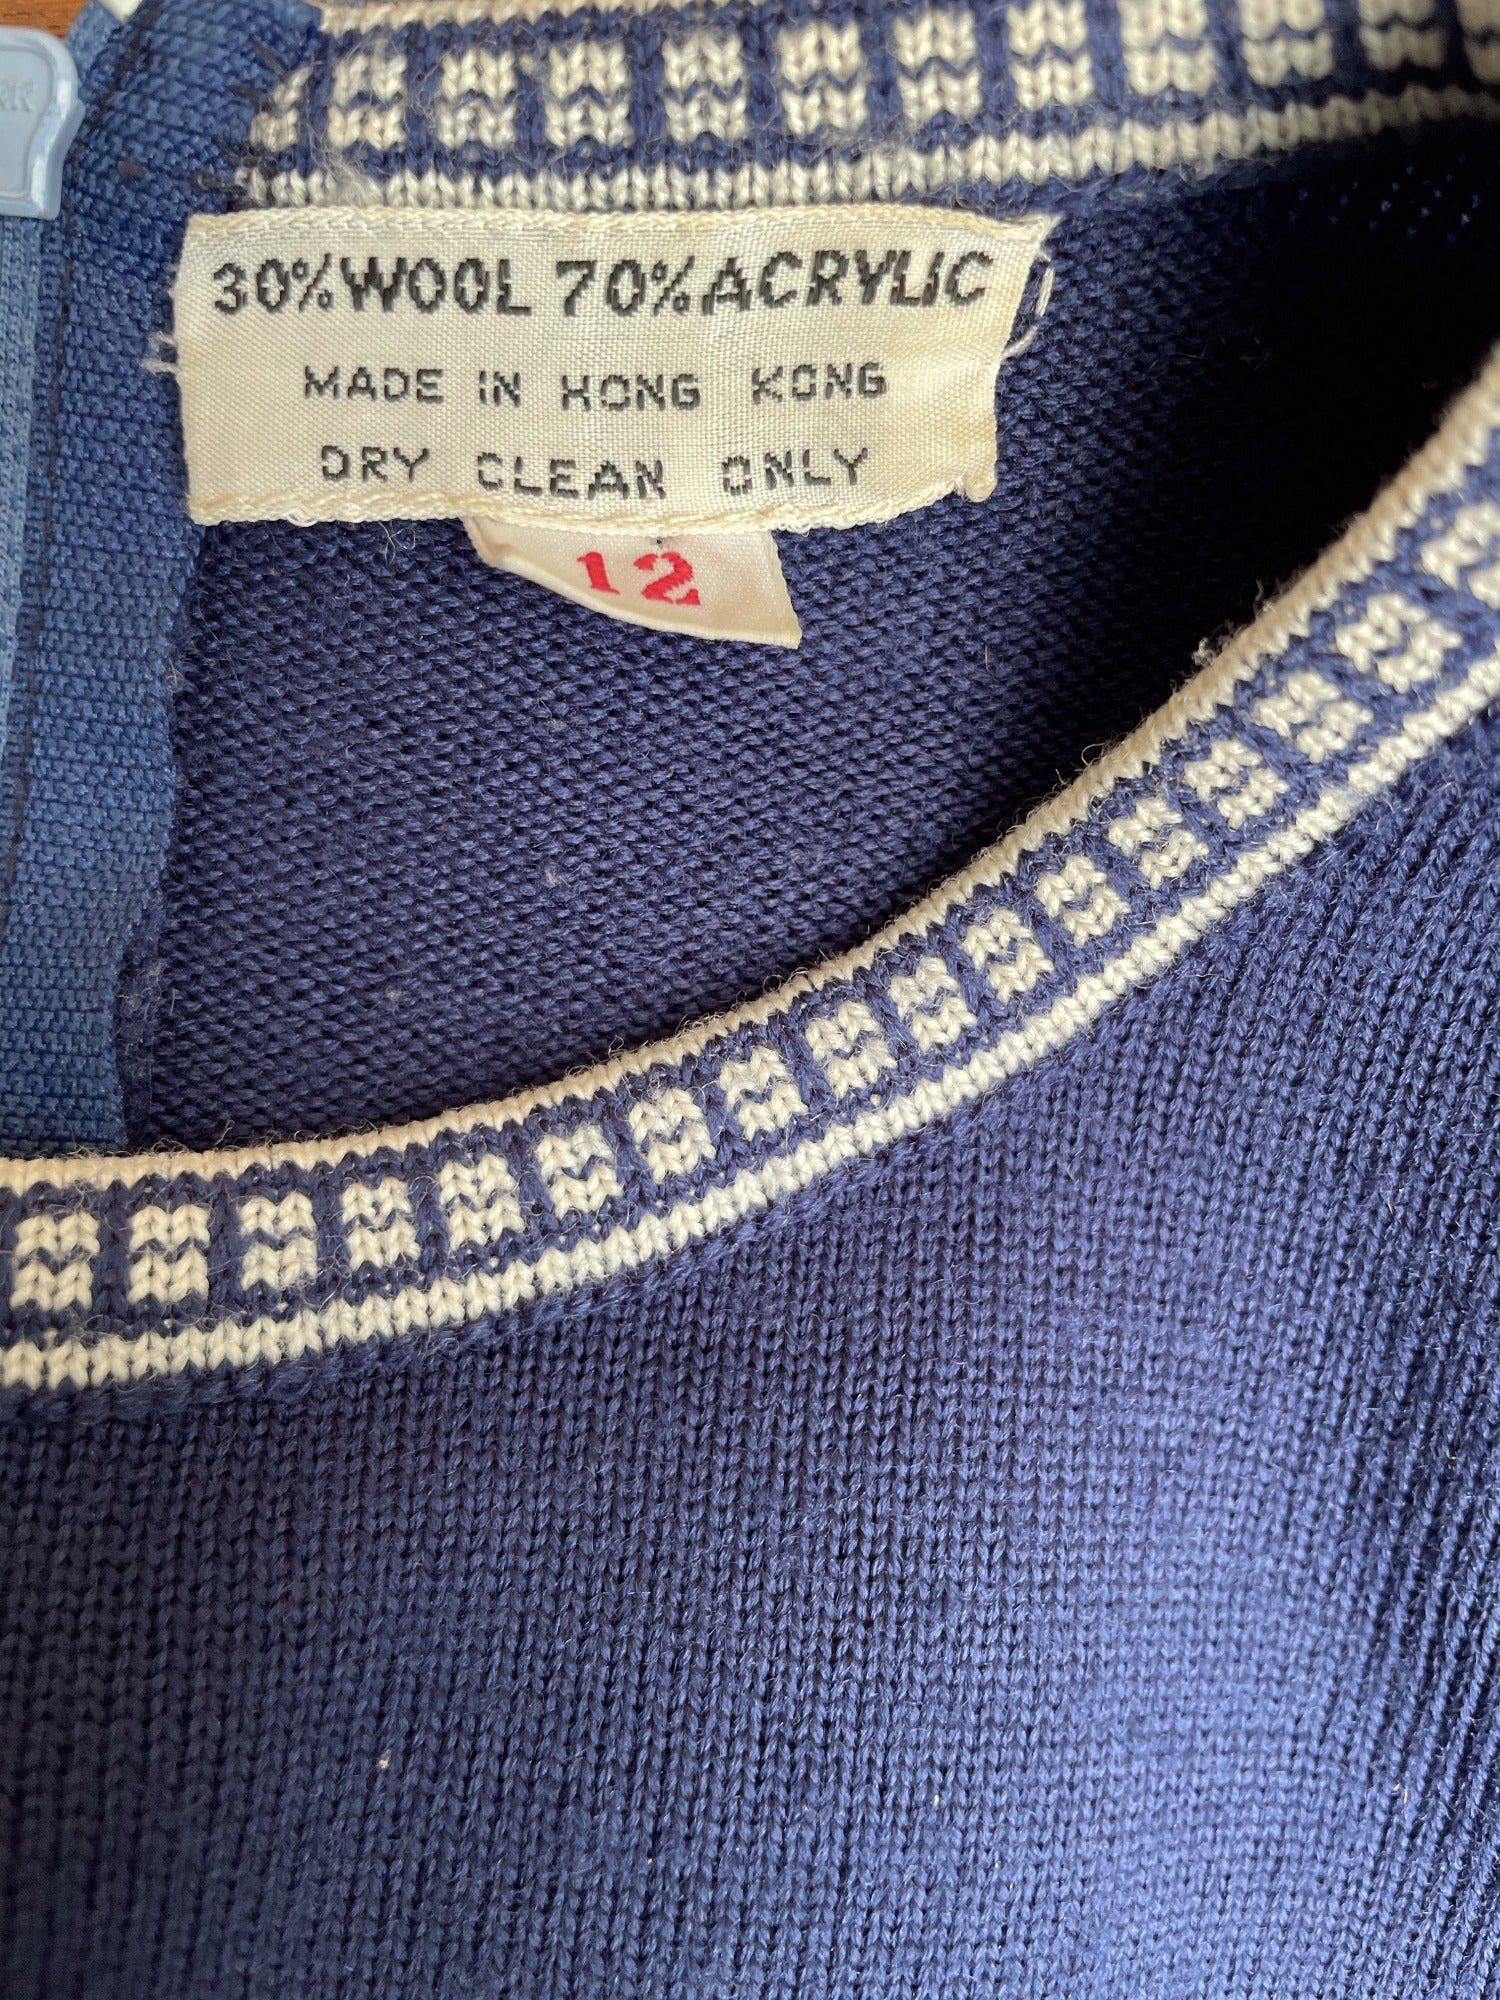 30% WOOL 70% ACRYLIC
MADE IN HONG KONG
DRY CLEAN ONLY
12